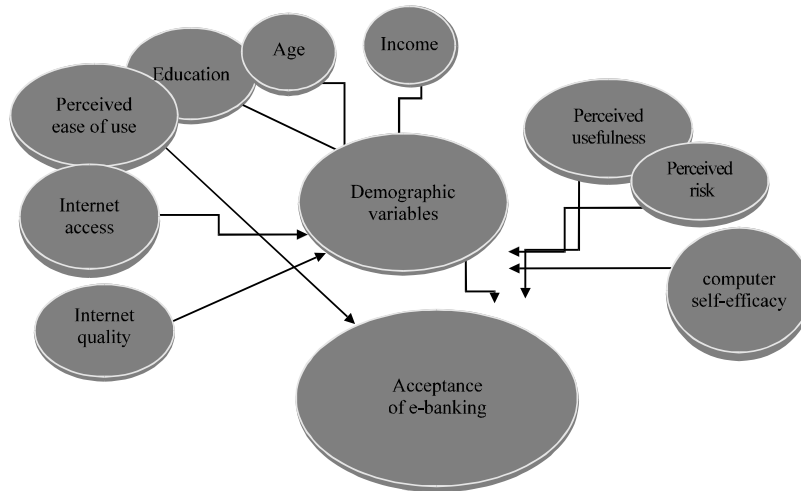 Age
Income
Education
Perceived
ease of use
Perceived
usefulness
Perceived
risk
Internet
access
Demographic
variables
computer
self-efficacy
Internet
quality
Acceptance
of e-banking